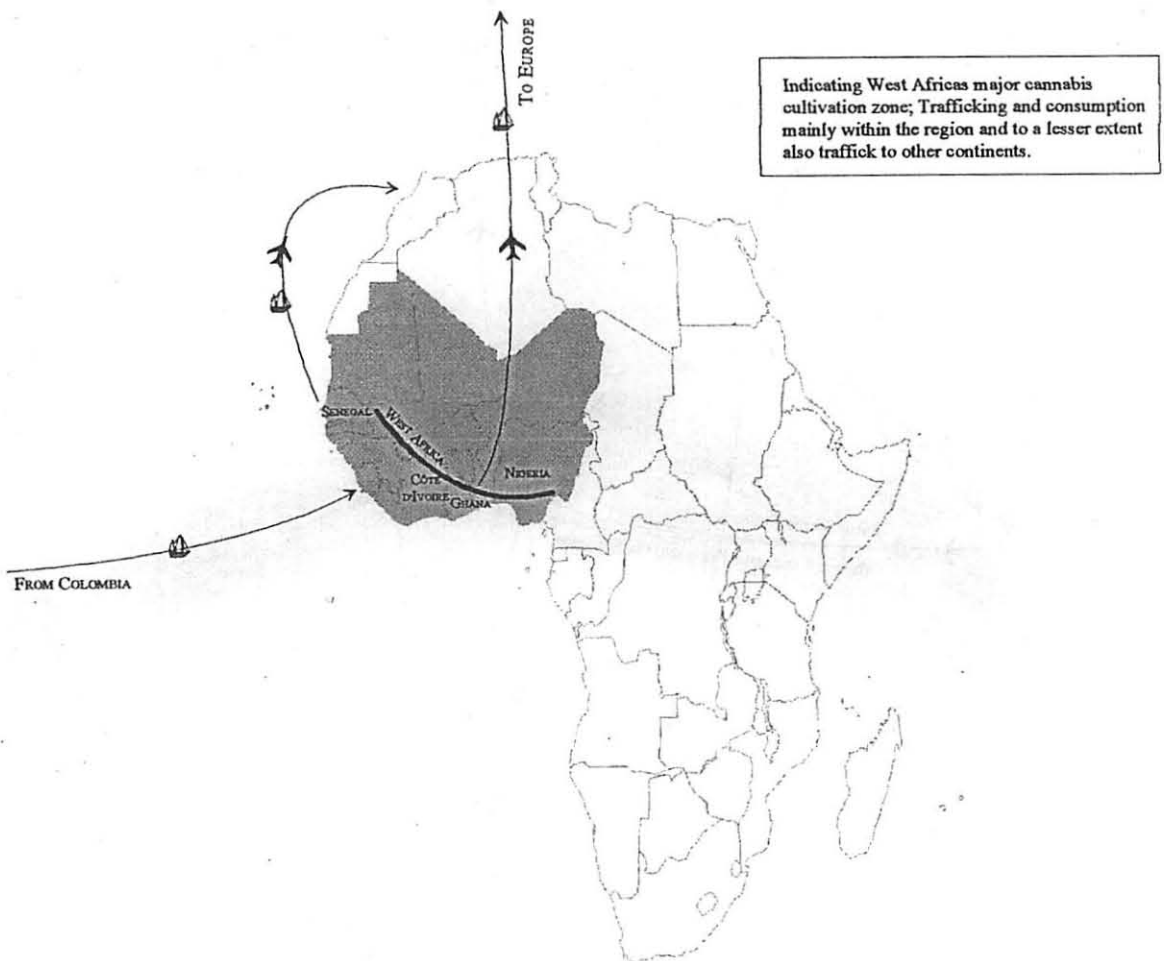 TO EUROPE
Indicating West Africas major cannabis
cultivation zone; Trafficking and consumption
mainly within the region and to a lesser extent
also traffick to other continents.
SENEGAL
WEST AFRICA
CÔTE
D'IVOIRE
GHANA
FROM COLOMBIA